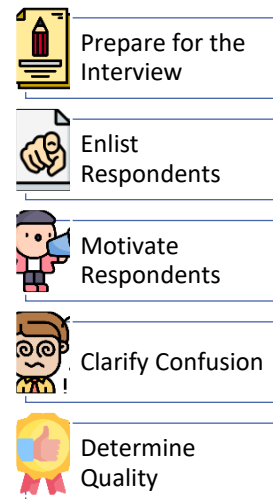 Prepare for the
Interview
Enlist
Respondents
Motivate
Respondents
Clarify Confusion
Determine
Quality